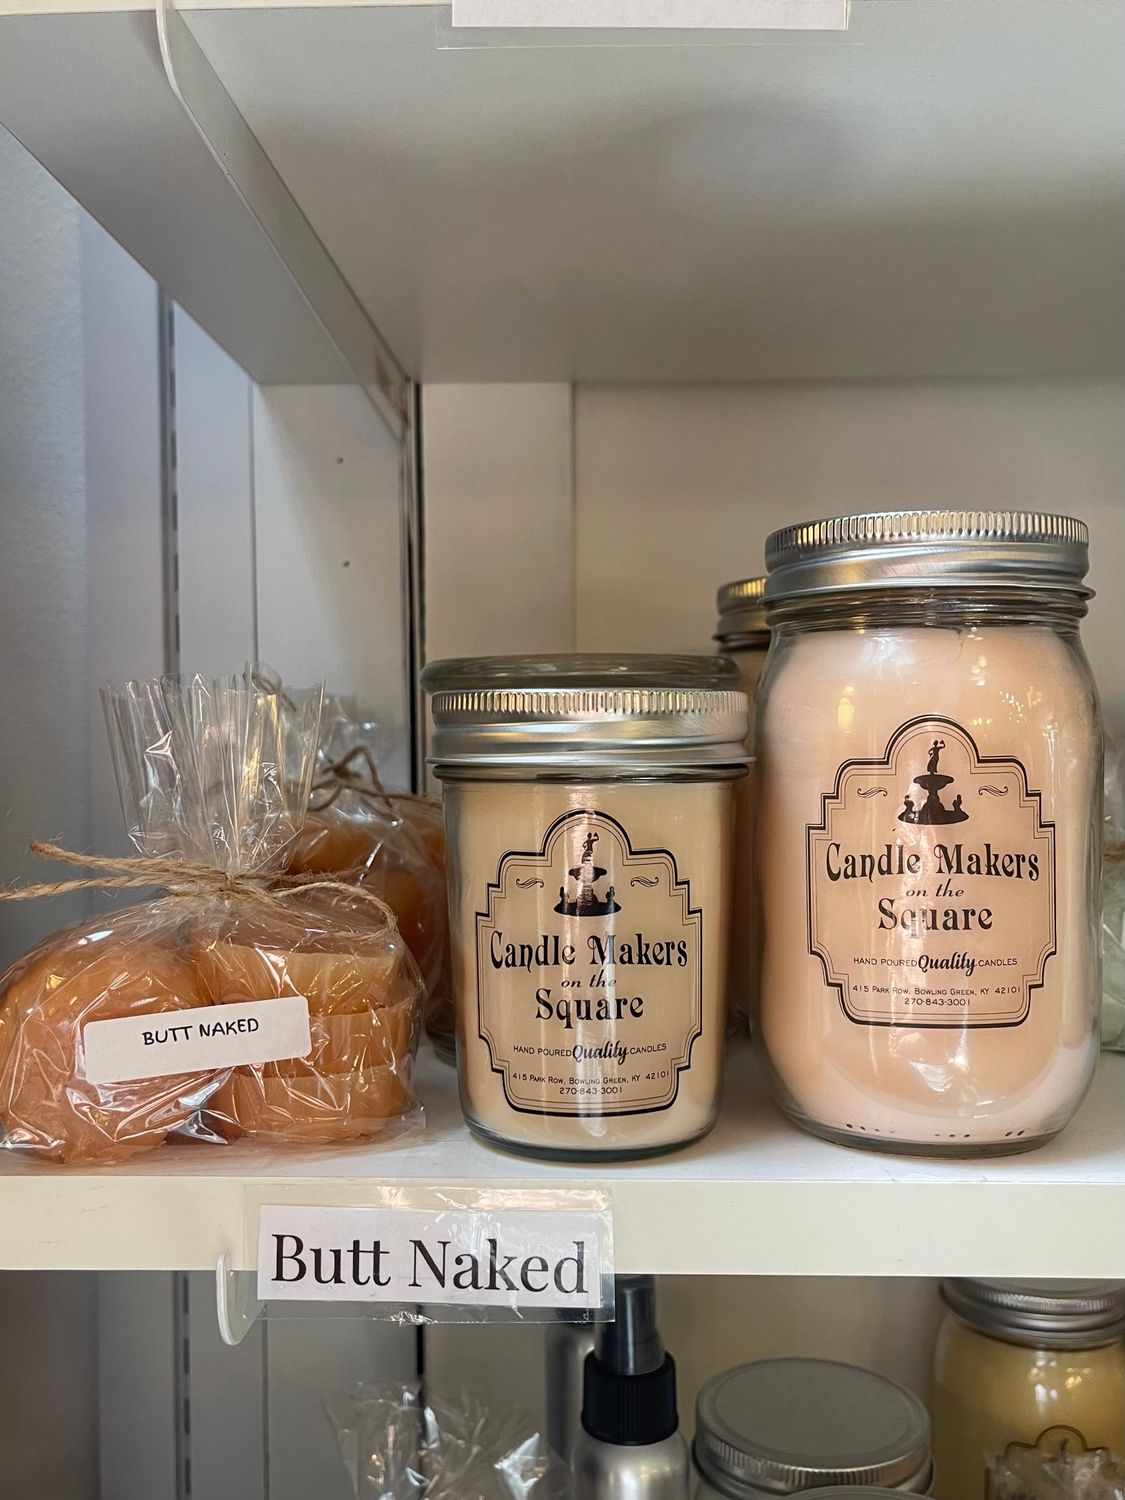 BUTT NAKED
Candle Makers
on the
Square
HAND POURED Quality CANDLES
415 Park Row, Bowling Green, KY 42101
270-843-3001
Candle Makers
on the
Square
HAND POURED Quality CANDLES
415 Park Row, Bowling Green, KY 42101
270-843-3001
Butt Naked